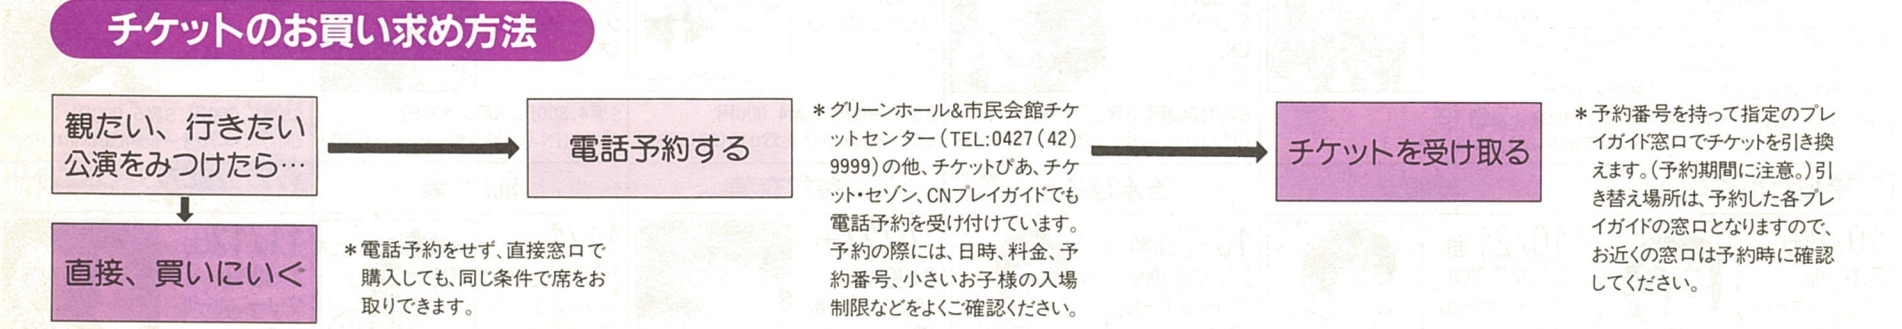 チケットのお買い求め方法
観たい、行きたい
公演をみつけたら…
電話予約する
＊グリーンホール&市民会館チケ
ットセンター(TEL:0427(42)
9999)の他、チケットぴあ、チケ
ット・セゾン、CNプレイガイドでも
電話予約を受け付けています。
予約の際には、日時、料金、予
約番号、小さいお子様の入場
制限などをよくご確認ください。
チケットを受け取る
＊予約番号を持って指定のプレ
イガイド窓口でチケットを引き換
えます。(予約期間に注意。)引
き替え場所は、予約した各プレ
イガイドの窓口となりますので、
お近くの窓口は予約時に確認
してください。
直接、買いにいく
＊電話予約をせず、直接窓口で
購入しても、同じ条件で席をお
取りできます。